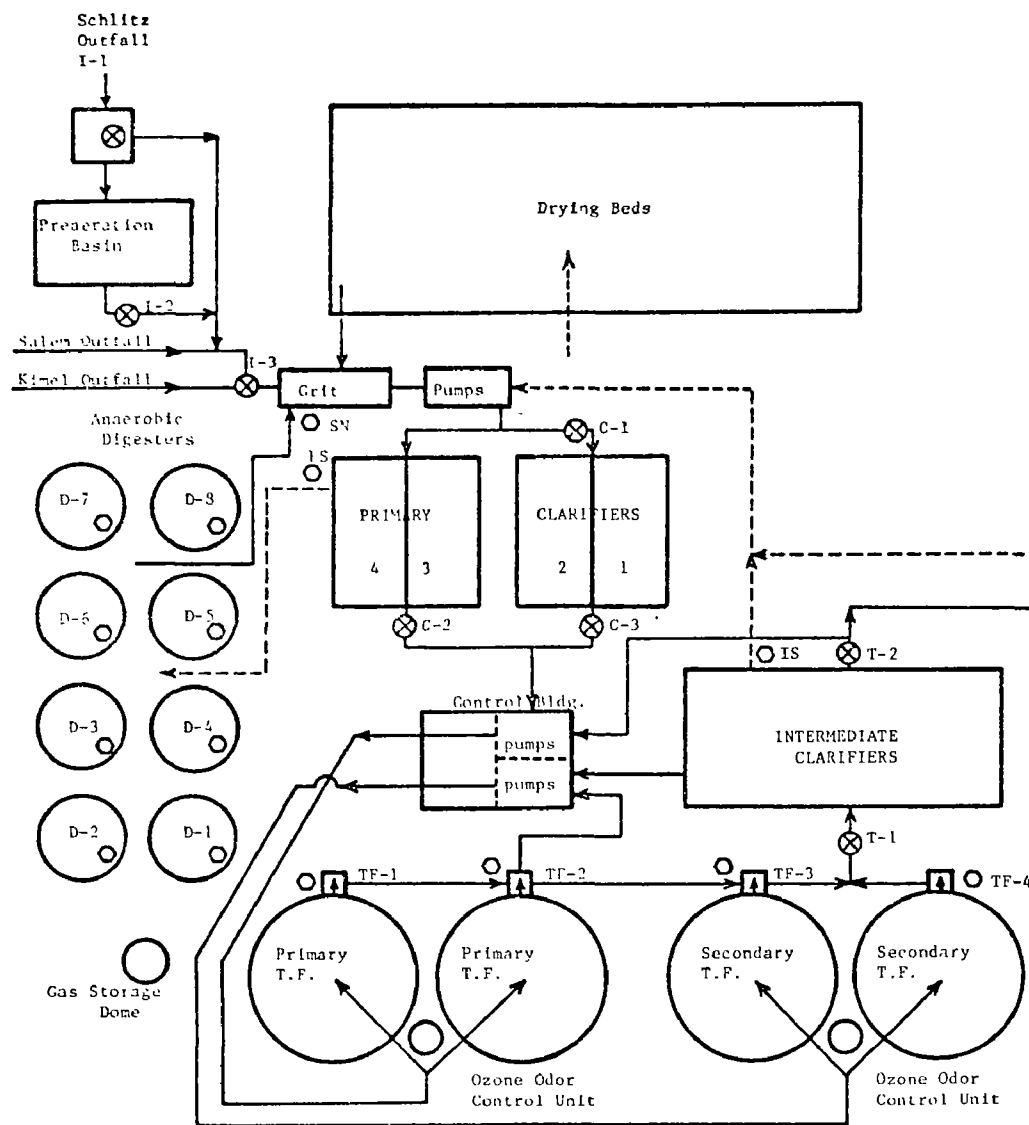 Schlitz
Outfall
I-1
Preaeration
Basin
I-2
Drying Beds
Salem Outfall
I-3
Kimel Outfall
Grit
Pumps
Anaerobic
Digesters
SN
C-1
IS
D-7
D-8
PRIMARY
CLARIFIERS
4
3
2
1
D-6
D-5
C-2
C-3
IS
T-2
D-3
D-4
Control Bldg.
pumps
pumps
INTERMEDIATE
CLARIFIERS
D-2
D-1
T-1
TF-1
TF-2
TF-3
TF-4
Primary
T.F.
Primary
T.F.
Secondary
T.F.
Secondary
T.F.
Gas Storage
Dome
Ozone Odor
Control Unit
Ozone Odor
Control Unit